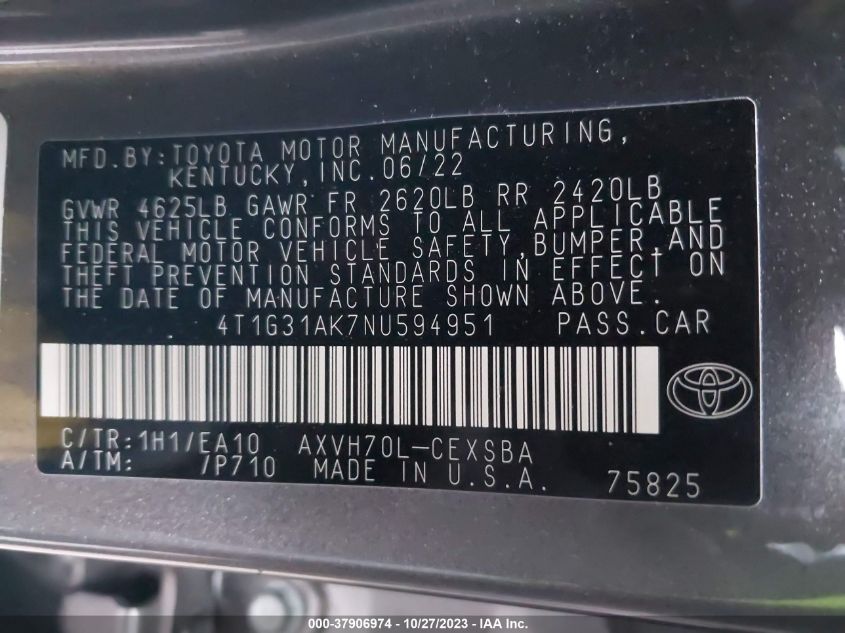 MFD.BY:TOYOTA MOTOR MANUFACTURING,
KENTUCKY,INC.06/22
GVWR 4625LB GAWR FR 2620LB RR 2420LB
THIS VEHICLE CONFORMS TO ALL APPLICABLE
FEDERAL MOTOR VEHICLE SAFETY,BUMPER,AND
THEFT PREVENTION STANDARDS IN EFFECT ON
THE DATE OF MANUFACTURE SHOWN ABOVE.
4T1G31AK7NU594951 PASS.CAR
C/TR:1H1/EA10 AXVH70L-CEXSBA
A/TM: /P710 MADE IN U.S.A. 75825
000-37906974 - 10/27/2023 - © IAA Inc.